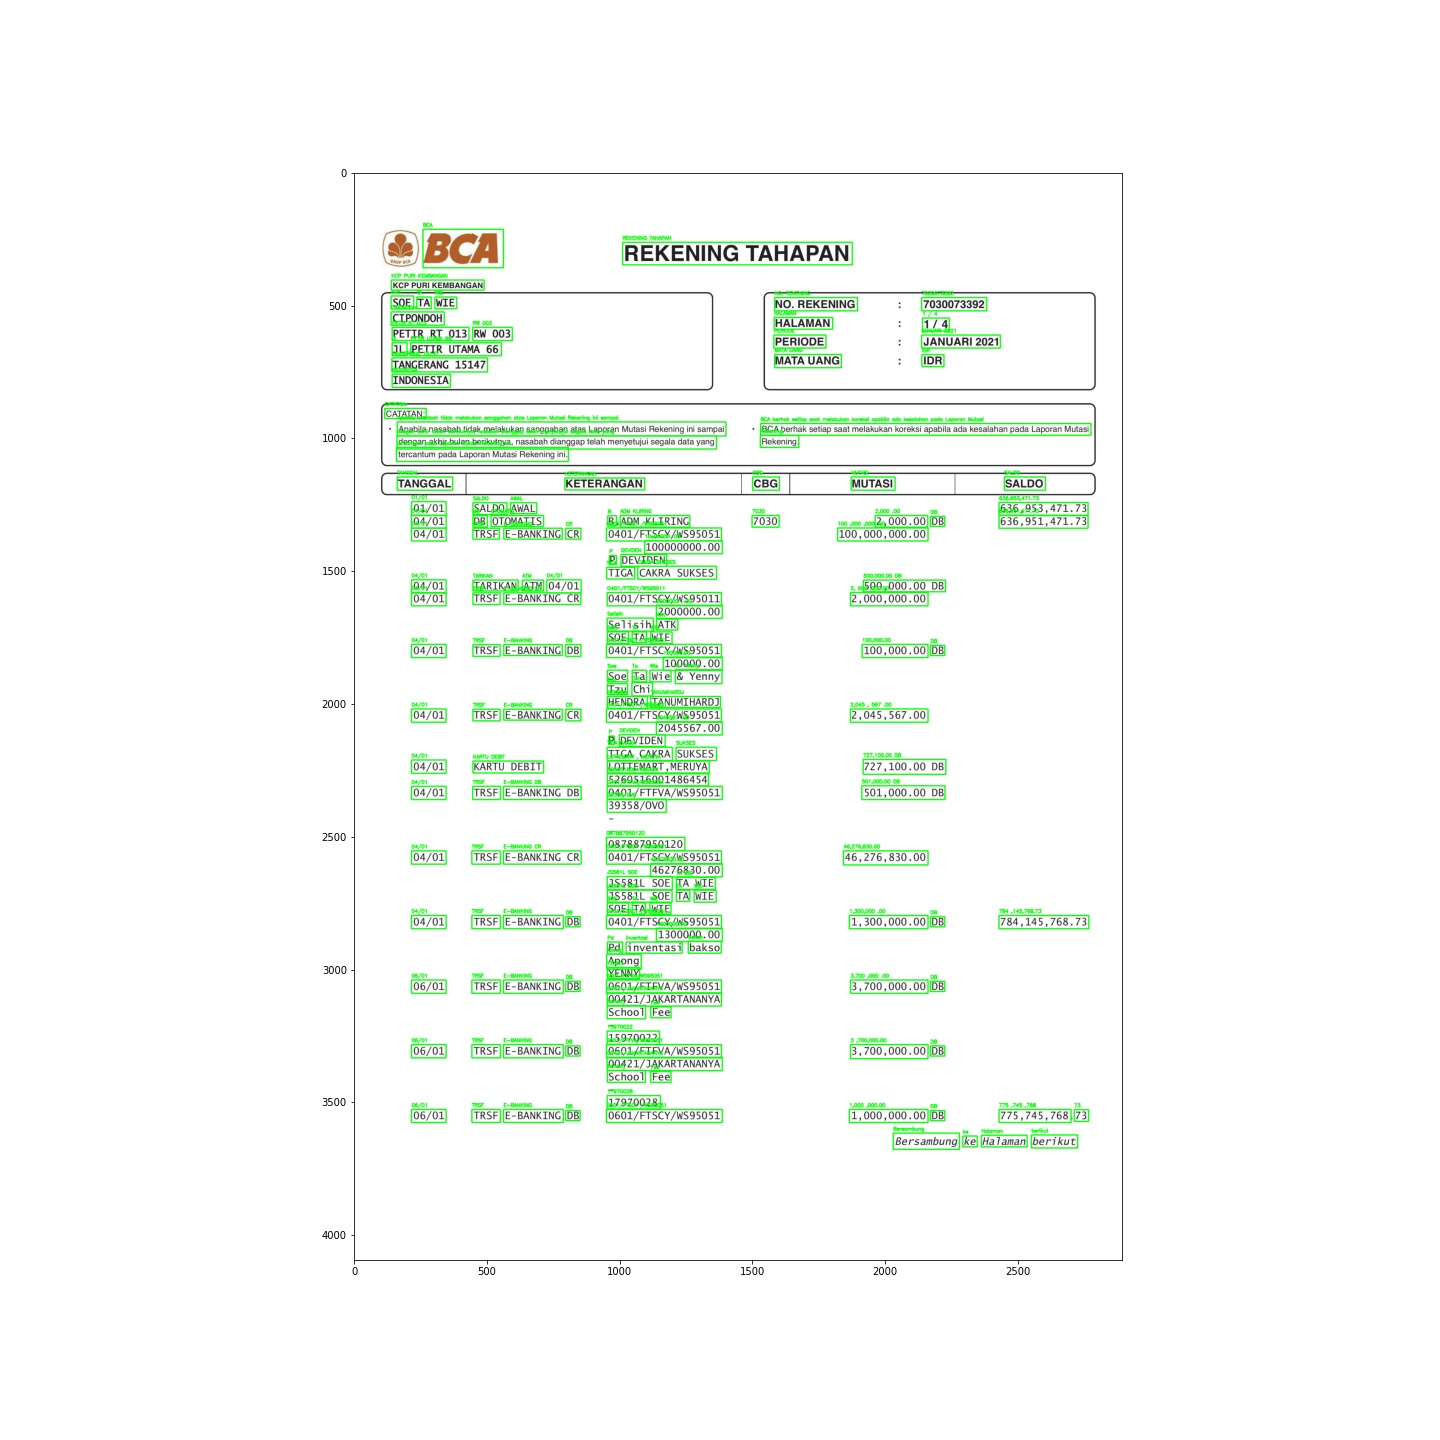 BCA
REKENING TAHAPAN
KCP PURI KEMBANGAN
SOE TA WIE
CIPONDOH
PETIR RT 013 RW 003
JL PETIR UTAMA 66
TANGERANG 15147
INDONESIA
NO. REKENING : 7030073392
HALAMAN : 1 / 4
PERIODE : JANUARI 2021
MATA UANG : IDR
CATATAN:
• Apabila nasabah tidak melakukan sanggahan atas Laporan Mutasi Rekening ini sampai
dengan akhir bulan berikutnya, nasabah dianggap telah menyetujui segala data yang
tercantum pada Laporan Mutasi Rekening ini.
• BCA berhak setiap saat melakukan koreksi apabila ada kesalahan pada Laporan Mutasi
Rekening.
TANGGAL KETERANGAN CBG MUTASI SALDO
01/01 SALDO AWAL 636,953,471.73
04/01 DB OTOMATIS B ADM KLIRING 7030 2,000.00 DB 636,951,471.73
04/01 TRSF E-BANKING CR 0401/FTSCY/WS95051 100,000,000.00
100000000.00
P DEVIDEN
TIGA CAKRA SUKSES
04/01 TARIKAN ATM 04/01 500,000.00 DB
04/01 TRSF E-BANKING CR 0401/FTSCY/WS95011 2,000,000.00
2000000.00
Selisih ATK
SOE TA WIE
04/01 TRSF E-BANKING DB 0401/FTSCY/WS95051 100,000.00 DB
100000.00
Soe Ta Wie & Yenny
Tzu Chi
HENDRA TANUMIHARDJ
04/01 TRSF E-BANKING CR 0401/FTSCY/WS95051 2,045,567.00
2045567.00
P DEVIDEN
TIGA CAKRA SUKSES
04/01 KARTU DEBIT LOTTEMART,MERUYA 727,100.00 DB
5260516001486454
04/01 TRSF E-BANKING DB 0401/FTFVA/WS95051 501,000.00 DB
39358/OVO
-
087887950120
04/01 TRSF E-BANKING CR 0401/FTSCY/WS95051 46,276,830.00
46276830.00
JS581L SOE TA WIE
JS581L SOE TA WIE
SOE TA WIE
04/01 TRSF E-BANKING DB 0401/FTSCY/WS95051 1,300,000.00 DB 784,145,768.73
1300000.00
Pd inventasi bakso
Apong
YENNY
06/01 TRSF E-BANKING DB 0601/FTFVA/WS95051 3,700,000.00 DB
00421/JAKARTANANYA
School Fee
15970022
06/01 TRSF E-BANKING DB 0601/FTFVA/WS95051 3,700,000.00 DB
00421/JAKARTANANYA
School Fee
17970028
06/01 TRSF E-BANKING DB 0601/FTSCY/WS95051 1,000,000.00 DB 775,745,768.73
Bersambung ke Halaman berikut
0
500
1000
1500
2000
2500
3000
3500
4000
0 500 1000 1500 2000 2500